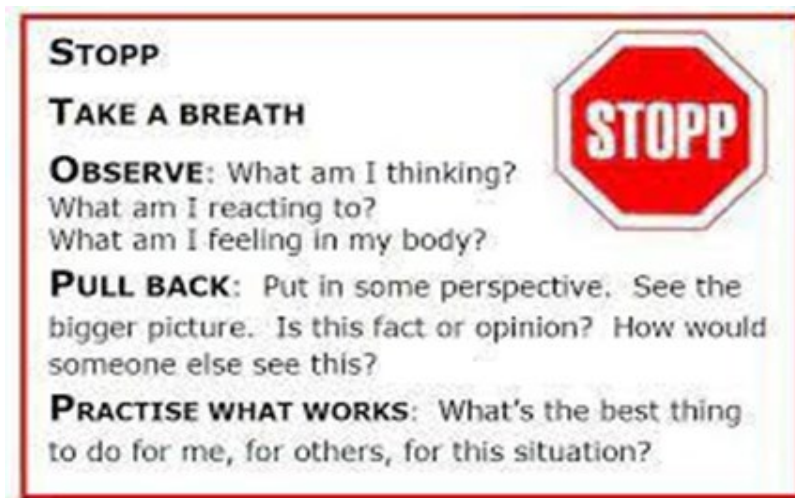 STOPP
STOPP
TAKE A BREATH
OBSERVE: What am I thinking?
What am I reacting to?
What am I feeling in my body?
PULL BACK: Put in some perspective. See the
bigger picture. Is this fact or opinion? How would
someone else see this?
PRACTISE WHAT WORKS: What's the best thing
to do for me, for others, for this situation?